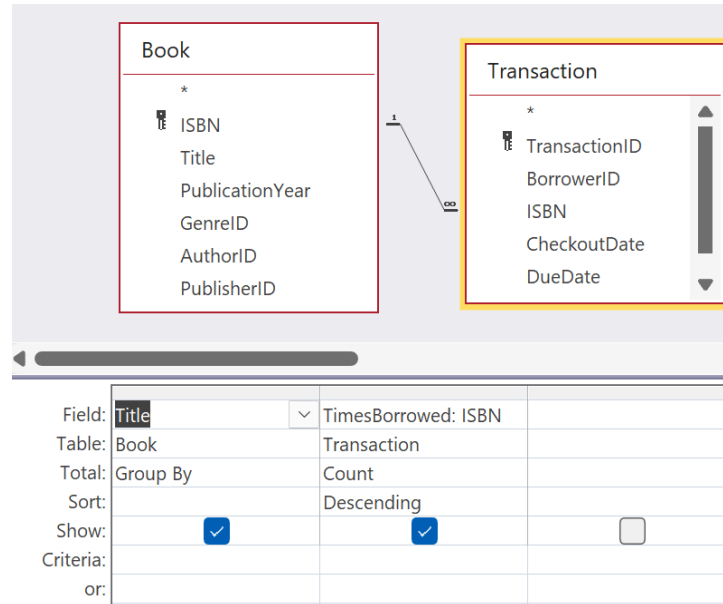 Book
*
ISBN
Title
PublicationYear
GenreID
AuthorID
PublisherID
1
∞
Transaction
*
TransactionID
BorrowerID
ISBN
CheckoutDate
DueDate
Field: Title TimesBorrowed: ISBN
Table: Book Transaction
Total: Group By Count
Sort: Descending
Show:
Criteria:
or: